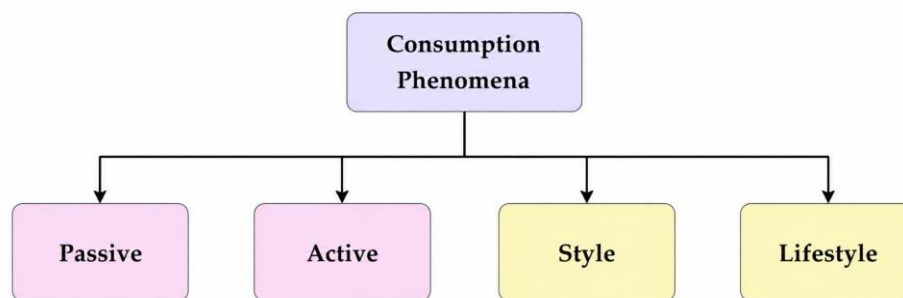 Consumption
Phenomena
Passive
Active
Style
Lifestyle